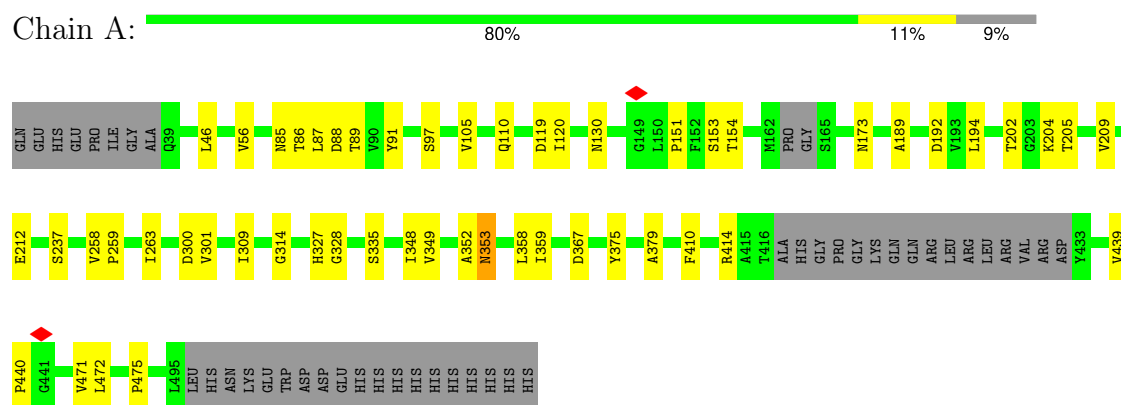 Chain A:
80% 11% 9%
GLN GLU HIS GLU PRO ILE GLY ALA Q39 L46 V56 N85 T86 L87 D88 T89 V90 Y91 S97 V105 Q110 D119 I120 N130 G149 L150 P151 F152 S153 T154 M162 PRO GLY S165 N173 A189 D192 V193 L194 T202 G203 K204 T205 V209
E212 S237 V258 P259 I263 D300 V301 I309 G314 H327 G328 S335 I348 V349 A352 N353 L358 I359 D367 Y375 A379 F410 R414 A415 T416 ALA HIS GLY PRO GLY LYS GLN GLN ARG LEU ARG LEU ARG VAL ARG ASP Y433 V439
P440 G441 V471 L472 P475 L495 LEU HIS ASN LYS GLU TRP ASP ASP GLU HIS HIS HIS HIS HIS HIS HIS HIS HIS HIS